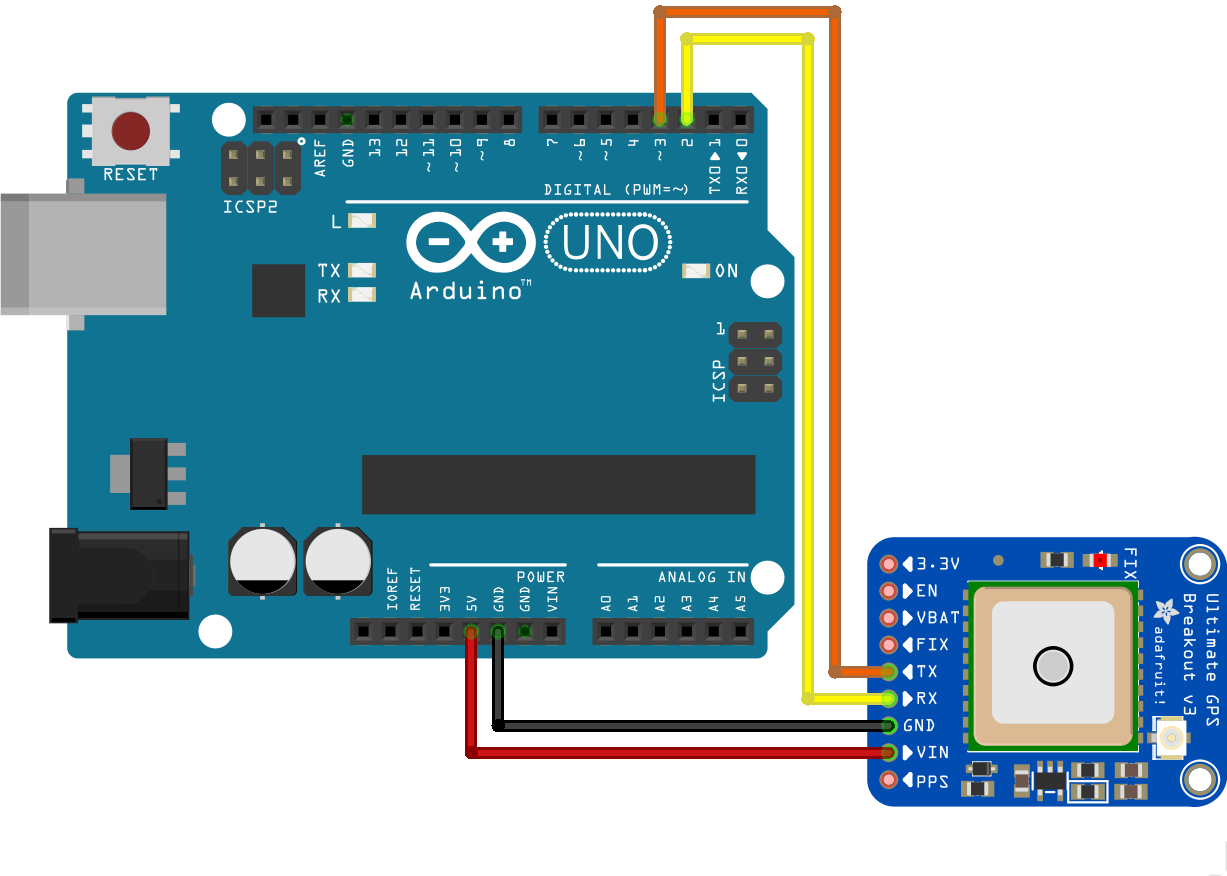 RESET
ICSP2
AREF
GND
13
12
~11
~10
~9
8
7
~6
~5
4
~3
2
TX0▶1
RX0◀0
DIGITAL (PWM=~)
L
TX
RX
Arduino™
UNO
ON
1
ICSP
IOREF
RESET
3V3
5V
GND
GND
VIN
POWER
ANALOG IN
A0
A1
A2
A3
A4
A5
3.3V
EN
VBAT
FIX
TX
RX
GND
VIN
PPS
FIX
Ultimate GPS
Breakout v3
adafruit!